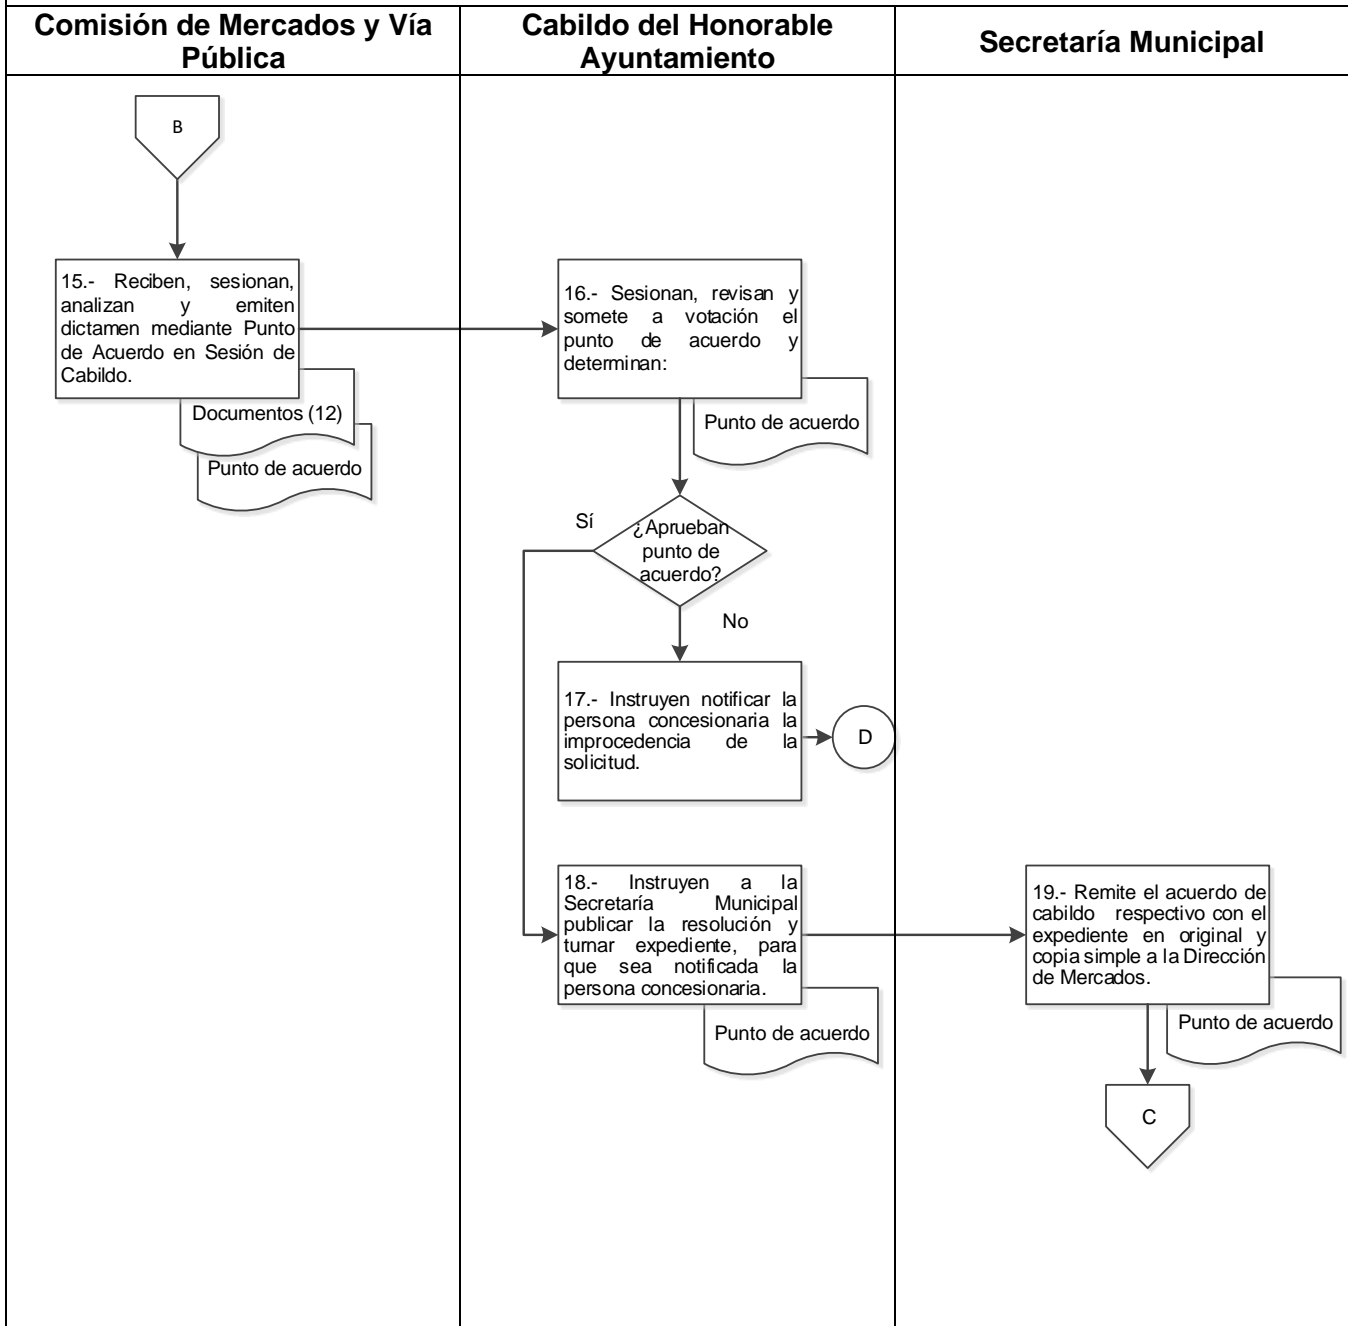 Comisión de Mercados y Vía
Pública
Cabildo del Honorable
Ayuntamiento
Secretaría Municipal
B
15.- Reciben, sesionan,
analizan y emiten
dictamen mediante Punto
de Acuerdo en Sesión de
Cabildo.
Documentos (12)
Punto de acuerdo
16.- Sesionan, revisan y
somete a votación el
punto de acuerdo y
determinan:
Punto de acuerdo
¿Aprueban
punto de
acuerdo?
Sí
No
17.- Instruyen notificar la
persona concesionaria la
improcedencia de la
solicitud.
D
18.- Instruyen a la
Secretaría Municipal
publicar la resolución y
turnar expediente, para
que sea notificada la
persona concesionaria.
Punto de acuerdo
19.- Remite el acuerdo de
cabildo respectivo con el
expediente en original y
copia simple a la Dirección
de Mercados.
Punto de acuerdo
C